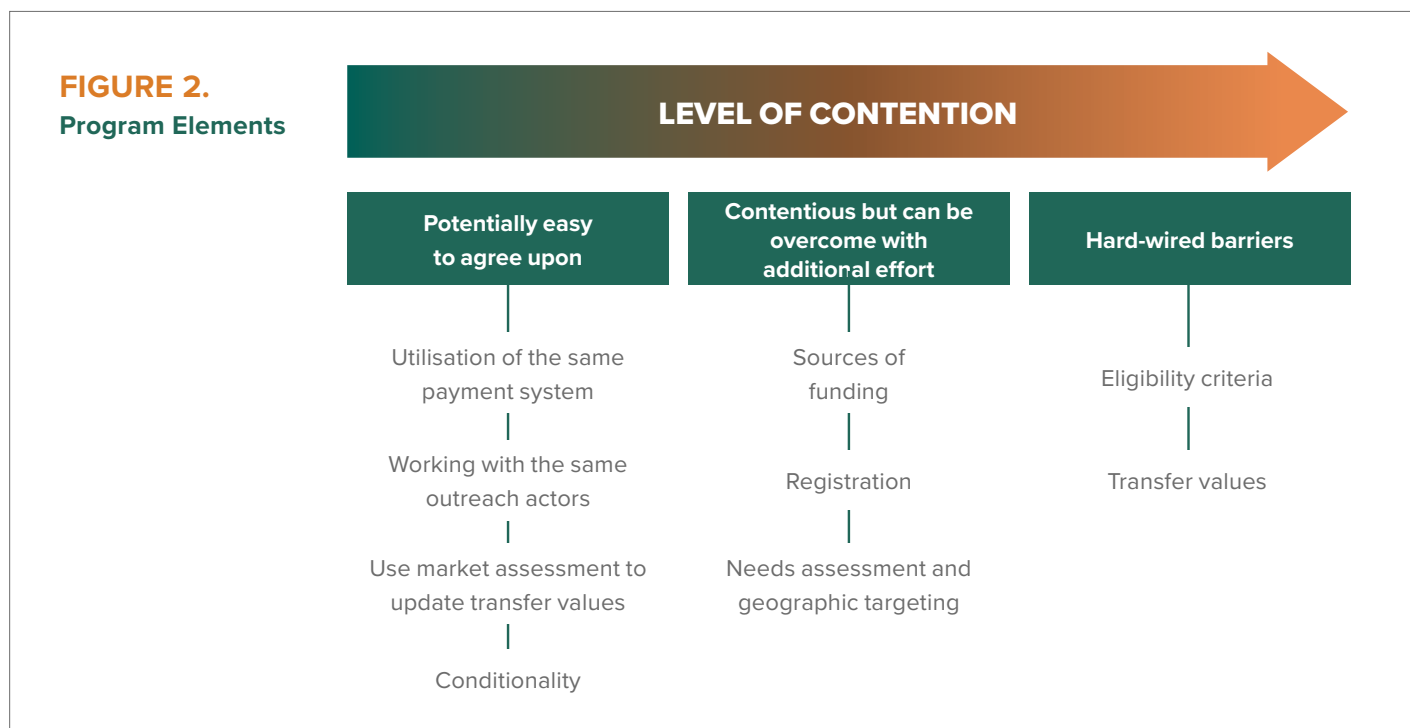 FIGURE 2.
Program Elements
LEVEL OF CONTENTION
Potentially easy
to agree upon
Utilisation of the same
payment system
Working with the same
outreach actors
Use market assessment to
update transfer values
Conditionality
Contentious but can be
overcome with
additional effort
Sources of
funding
Registration
Needs assessment and
geographic targeting
Hard-wired barriers
Eligibility criteria
Transfer values